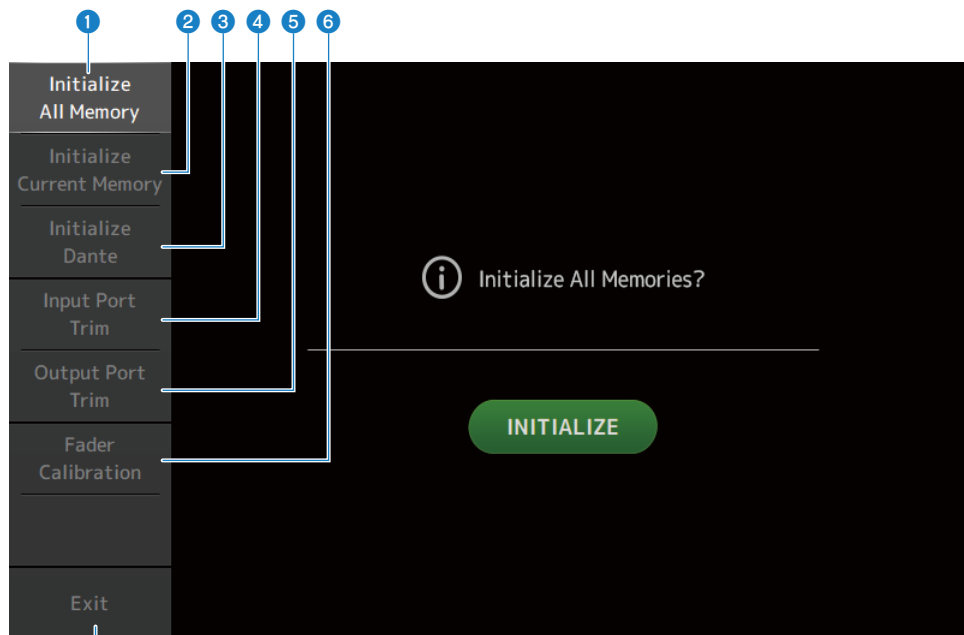 1 2 3 4 5 6
Initialize
All Memory
Initialize
Current Memory
Initialize
Dante
Input Port
Trim
Output Port
Trim
Fader
Calibration
Exit
Initialize All Memories?
INITIALIZE